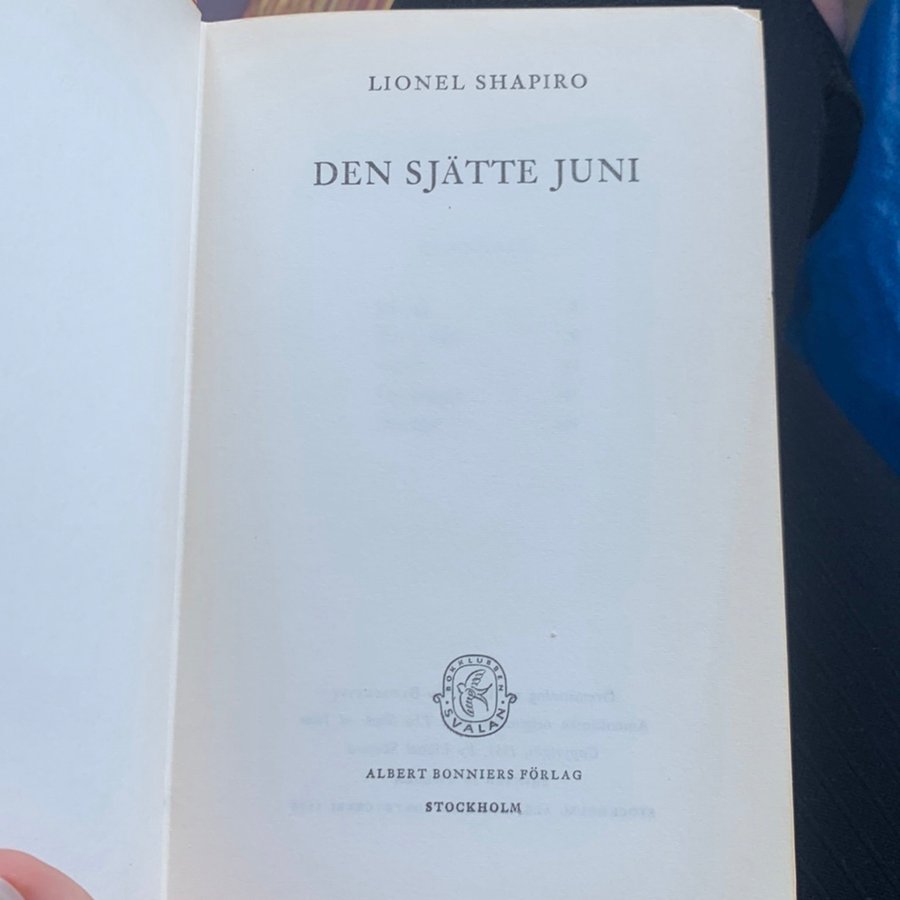 LIONEL SHAPIRO
DEN SJÄTTE JUNI
BOKKLUBBEN
SVALAN
ALBERT BONNIERS FÖRLAG
STOCKHOLM